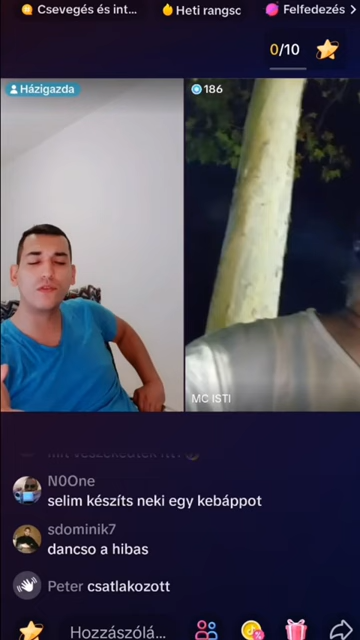 Csevegés és int...
Heti rangsc
Felfedezés
0/10
Házigazda
186
MC ISTI
N0One
selim készíts neki egy kebáppot
sdominik7
dancso a hibas
Peter csatlakozott
Hozzászólá...